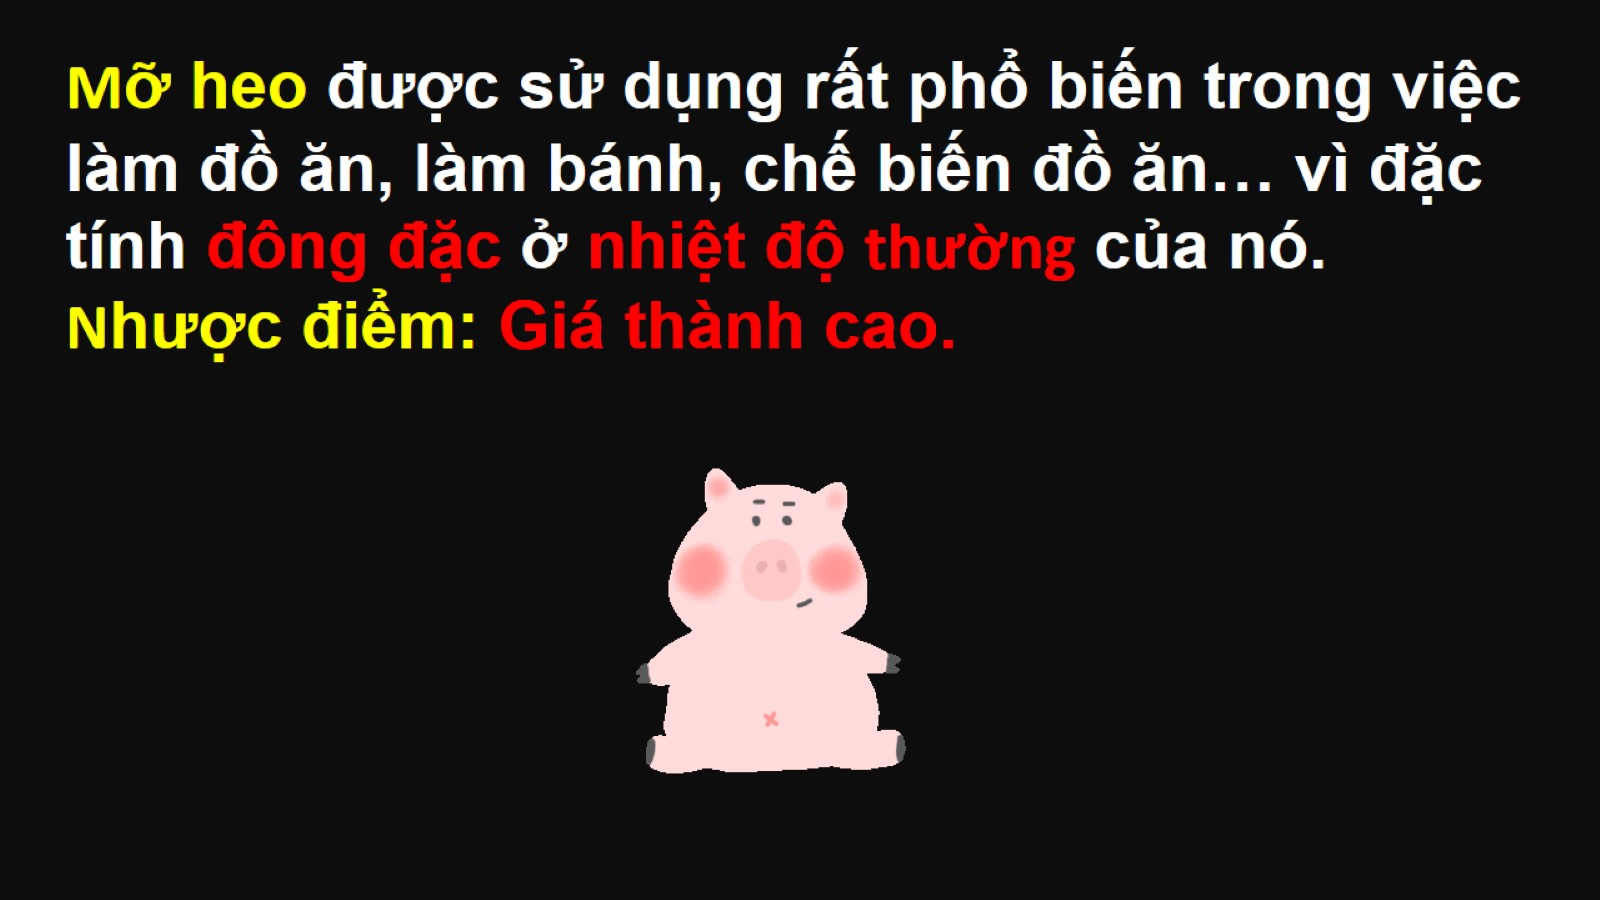 Mỡ heo được sử dụng rất phổ biến trong việc
làm đồ ăn, làm bánh, chế biến đồ ăn… vì đặc
tính đông đặc ở nhiệt độ thường của nó.
Nhược điểm: Giá thành cao.